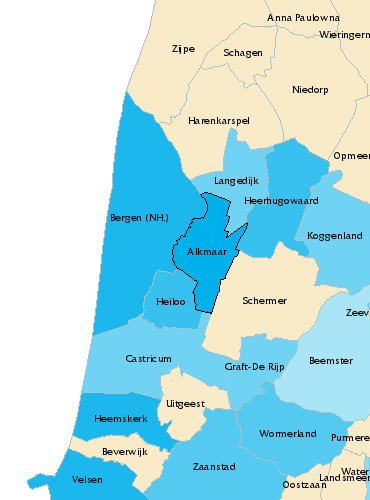 Anna Paulowna
Wieringerm
Zijpe
Schagen
Niedorp
Harenkarspel
Opmeer
Langedijk
Heerhugowaard
Bergen (NH.)
Koggenland
Alkmaar
Heiloo
Schermer
Zeev
Castricum
Graft-De Rijp
Beemster
Uitgeest
Heemskerk
Wormerland
Purmere
Beverwijk
Zaanstad
Water
Landsmeer
Velsen
Oostzaan